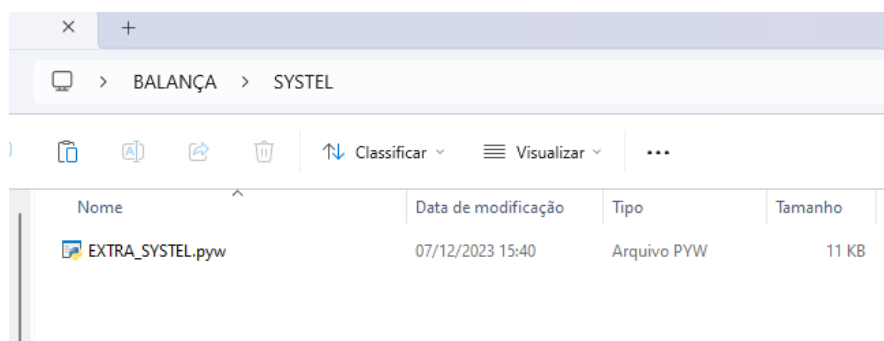 BALANÇA > SYSTEL
Classificar Visualizar
Nome Data de modificação Tipo Tamanho
EXTRA_SYSTEL.pyw 07/12/2023 15:40 Arquivo PYW 11 KB